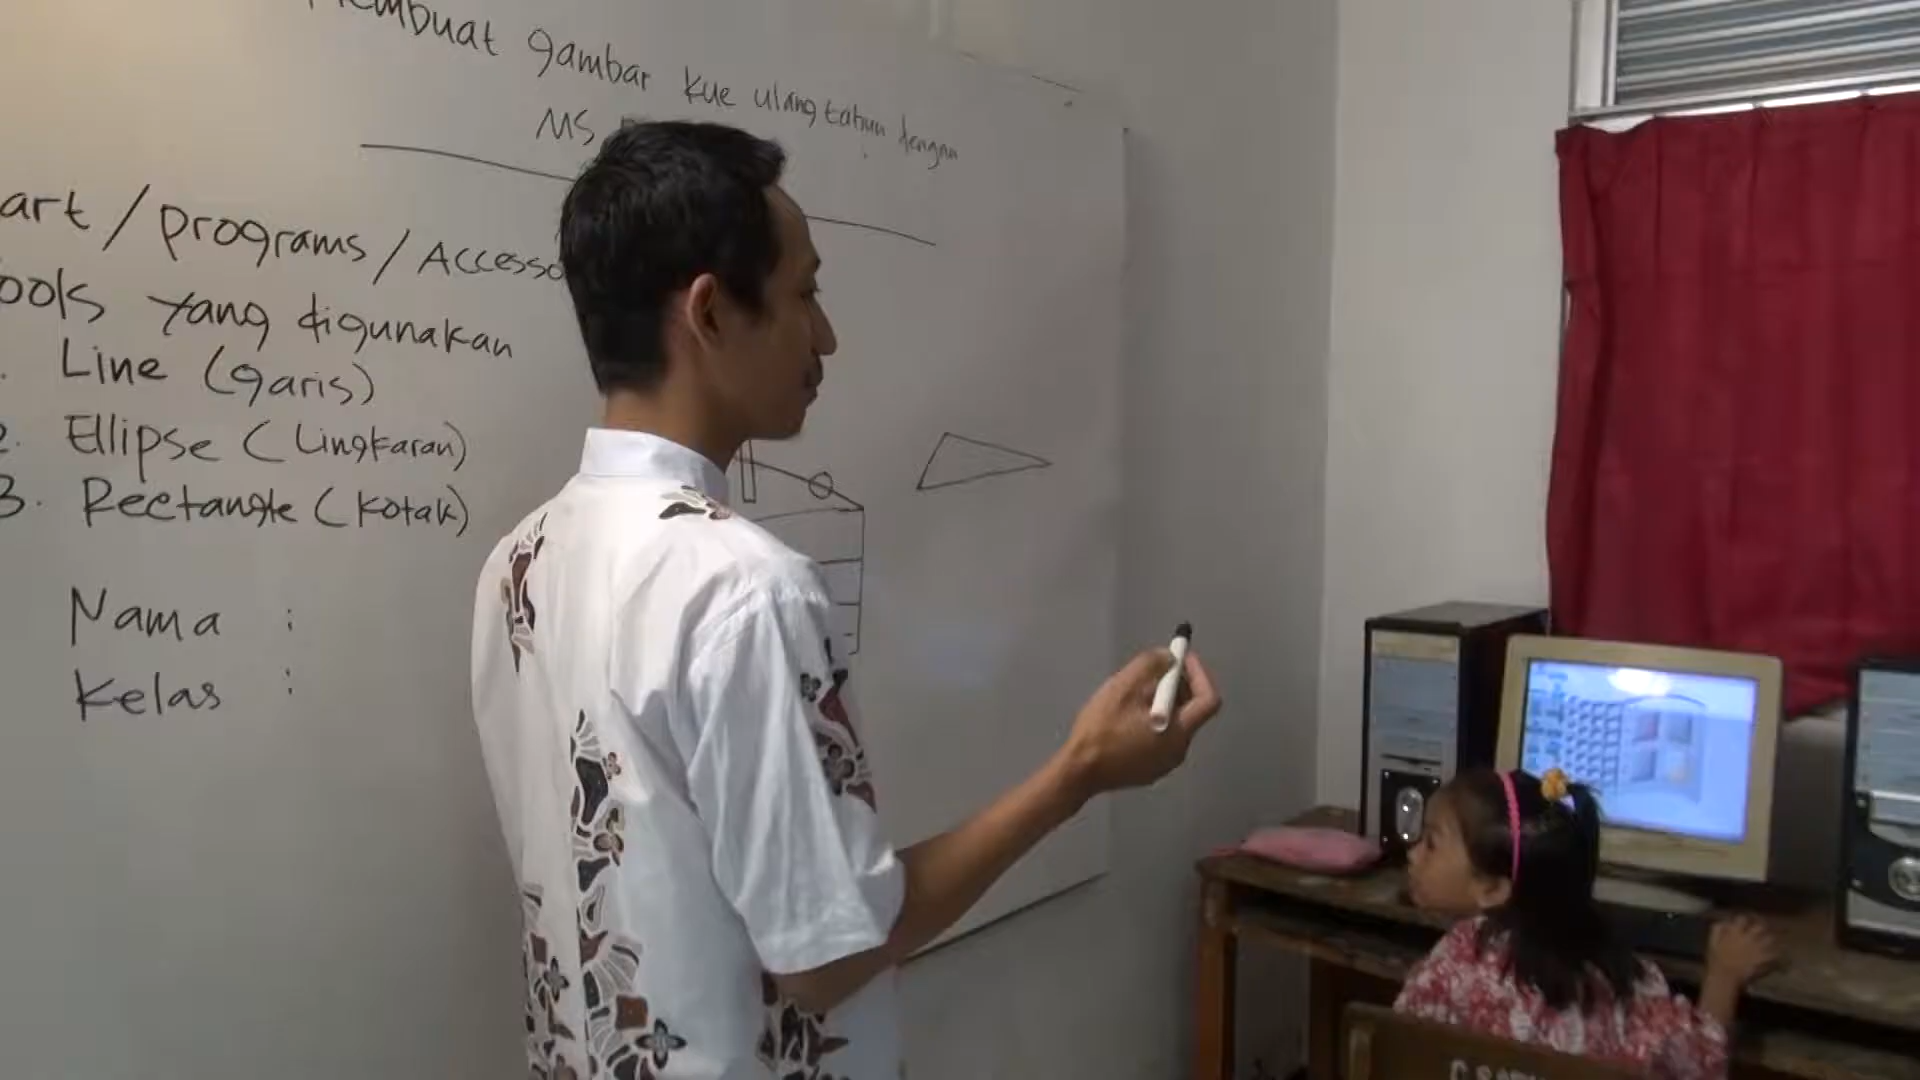 Membuat gambar kue ulang tahun dengan
MS
art / programs / Accesso
ools yang digunakan
. Line (garis)
2. Ellipse (Lingkaran)
3. Rectangle (kotak)
Nama :
Kelas :